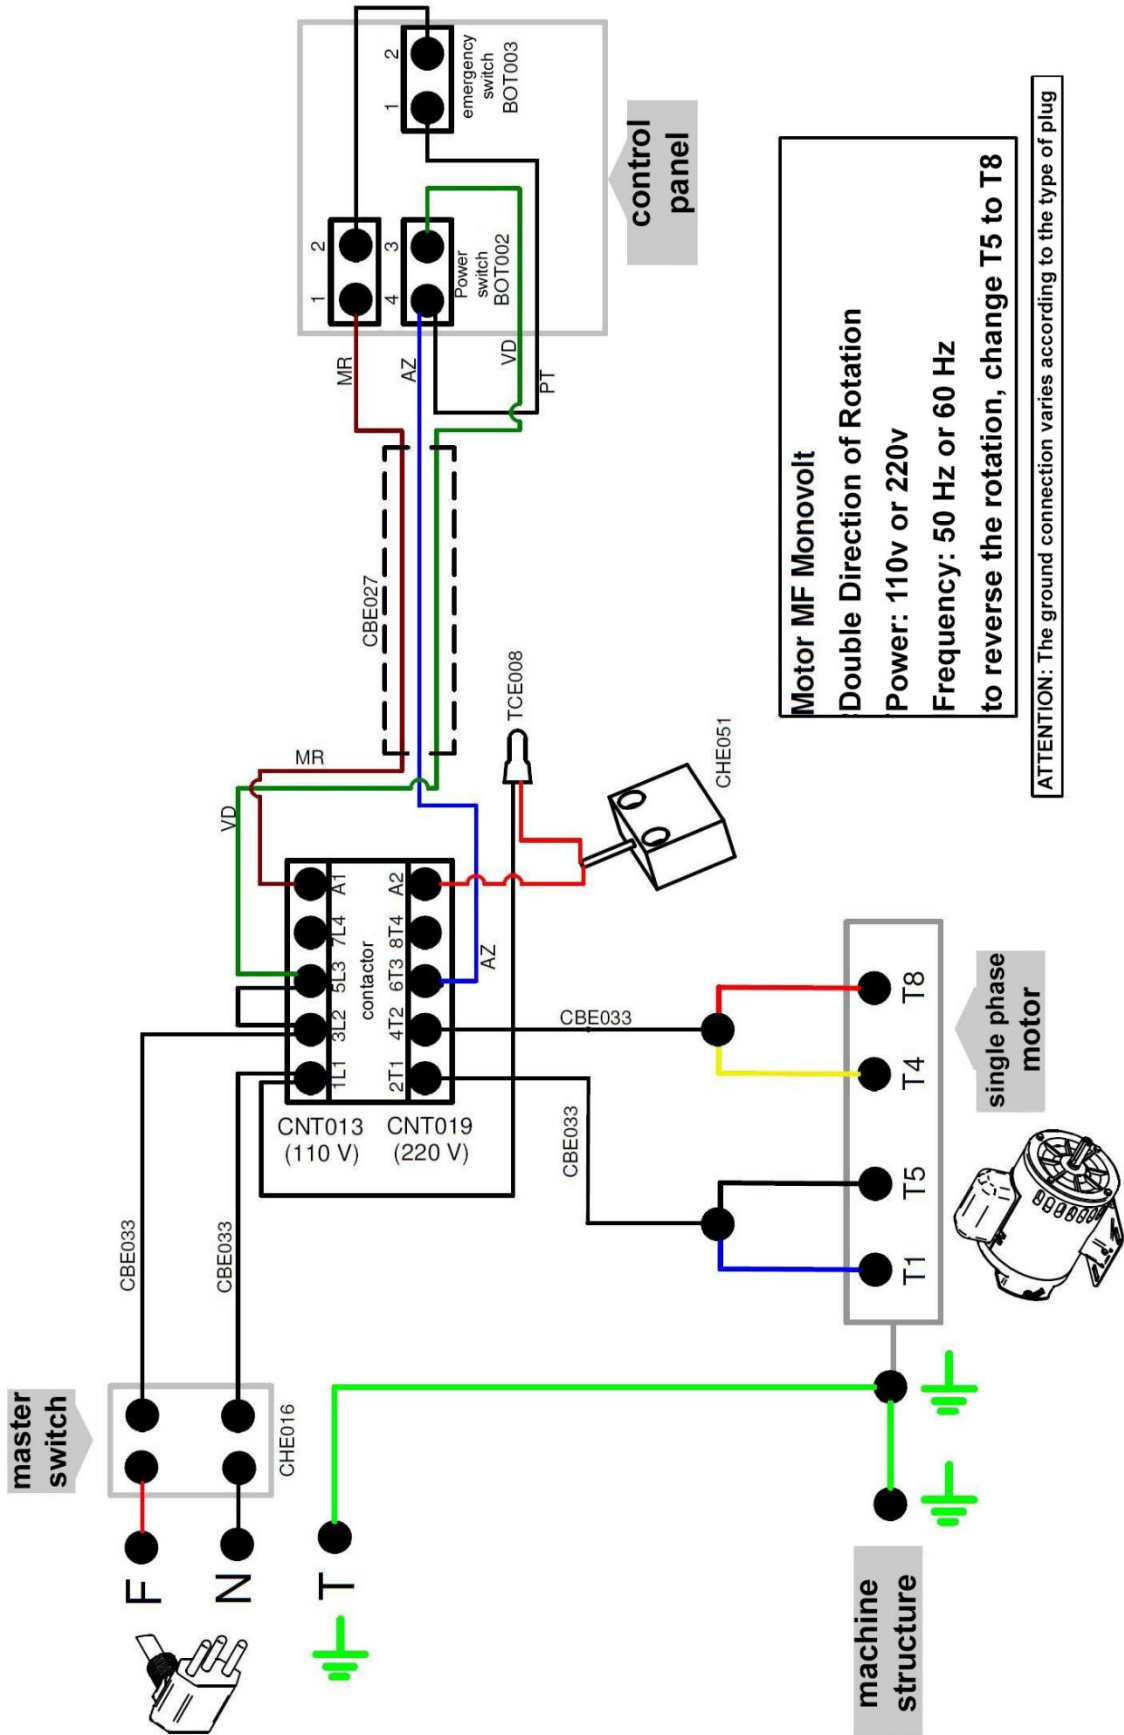 master
switch
F
N
T
CHE016
CBE033
CBE033
CNT013
(110 V)
CNT019
(220 V)
1L1
3L2
5L3
7L4
A1
contactor
2T1
4T2
6T3
8T4
A2
VD
MR
AZ
CBE027
TCE008
CHE051
CBE033
CBE033
MR
AZ
VD
PT
1
2
4
3
Power
switch
BOT002
1
2
emergency
switch
BOT003
control
panel
T1
T5
T4
T8
single phase
motor
machine
structure
Motor MF Monovolt
Double Direction of Rotation
Power: 110v or 220v
Frequency: 50 Hz or 60 Hz
to reverse the rotation, change T5 to T8
ATTENTION: The ground connection varies according to the type of plug